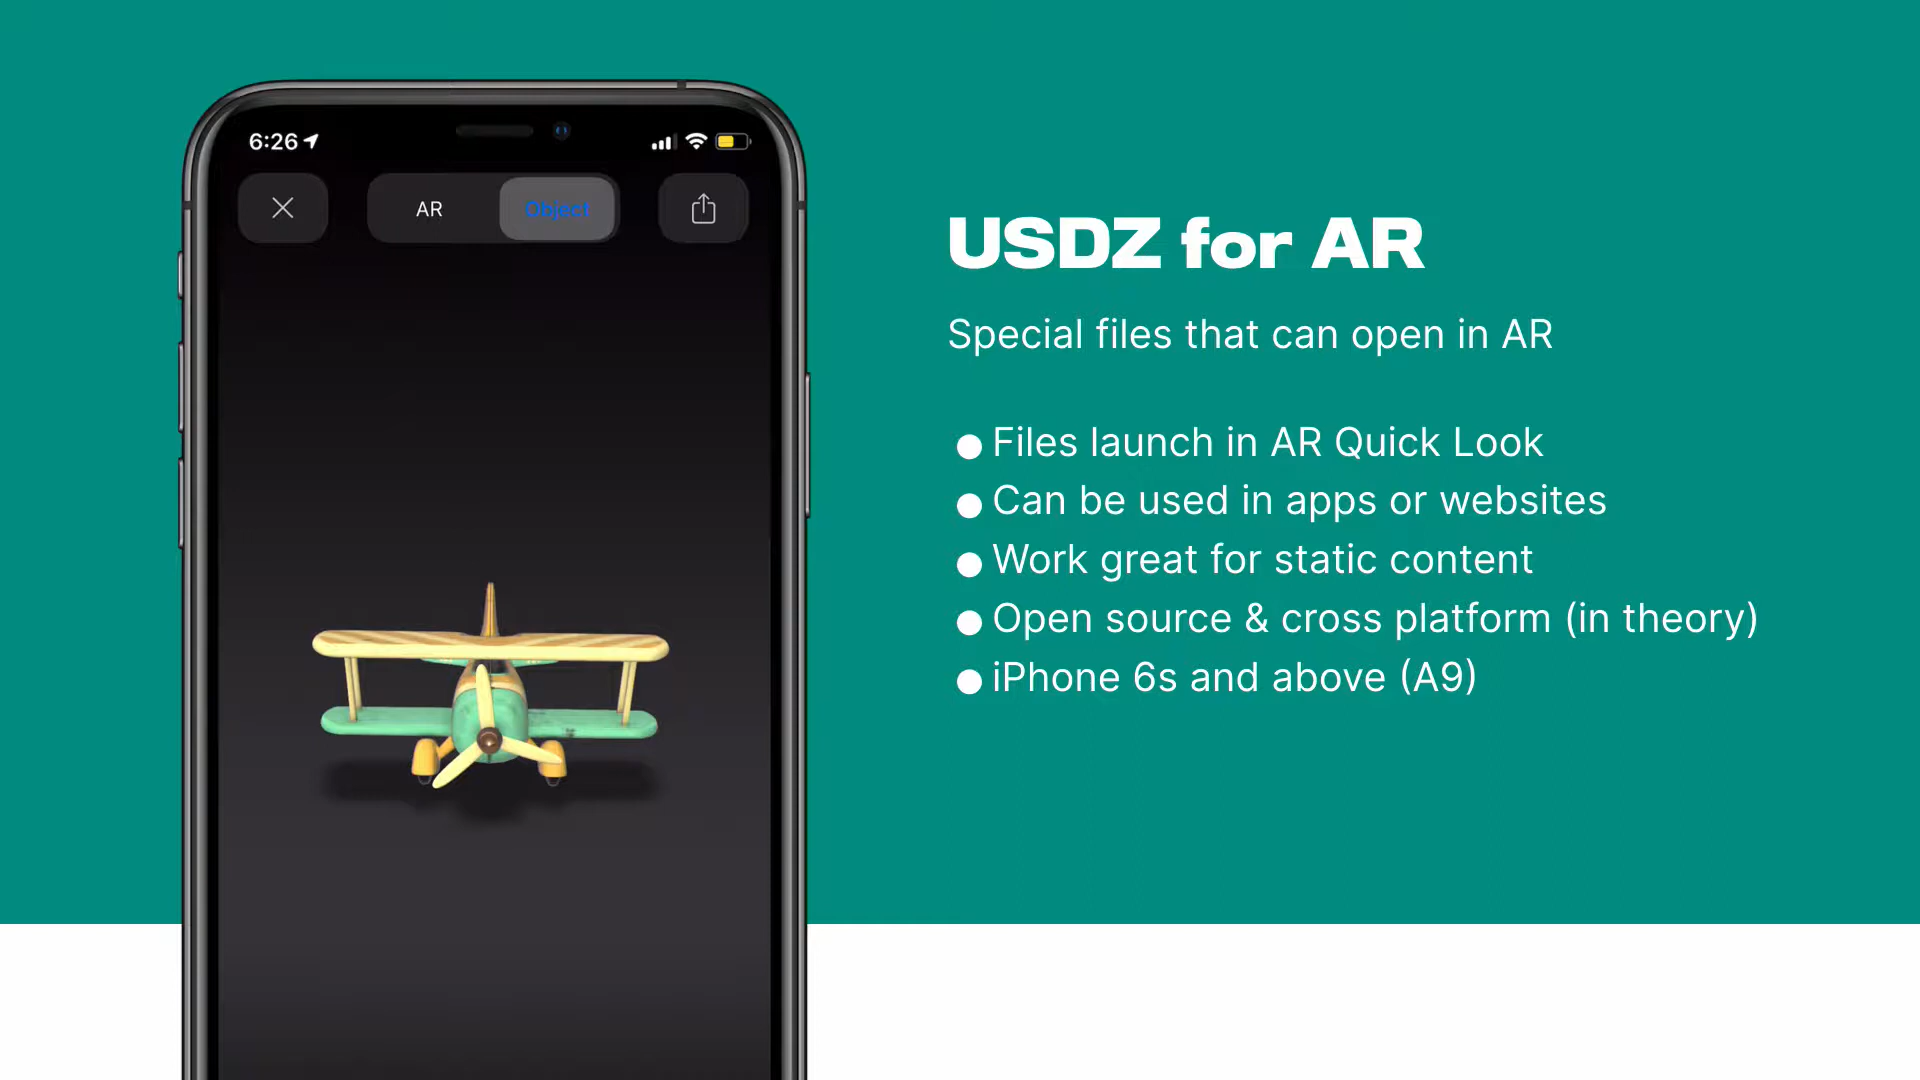 6:26
AR
Object
USDZ for AR
Special files that can open in AR
Files launch in AR Quick Look
Can be used in apps or websites
Work great for static content
Open source & cross platform (in theory)
iPhone 6s and above (A9)